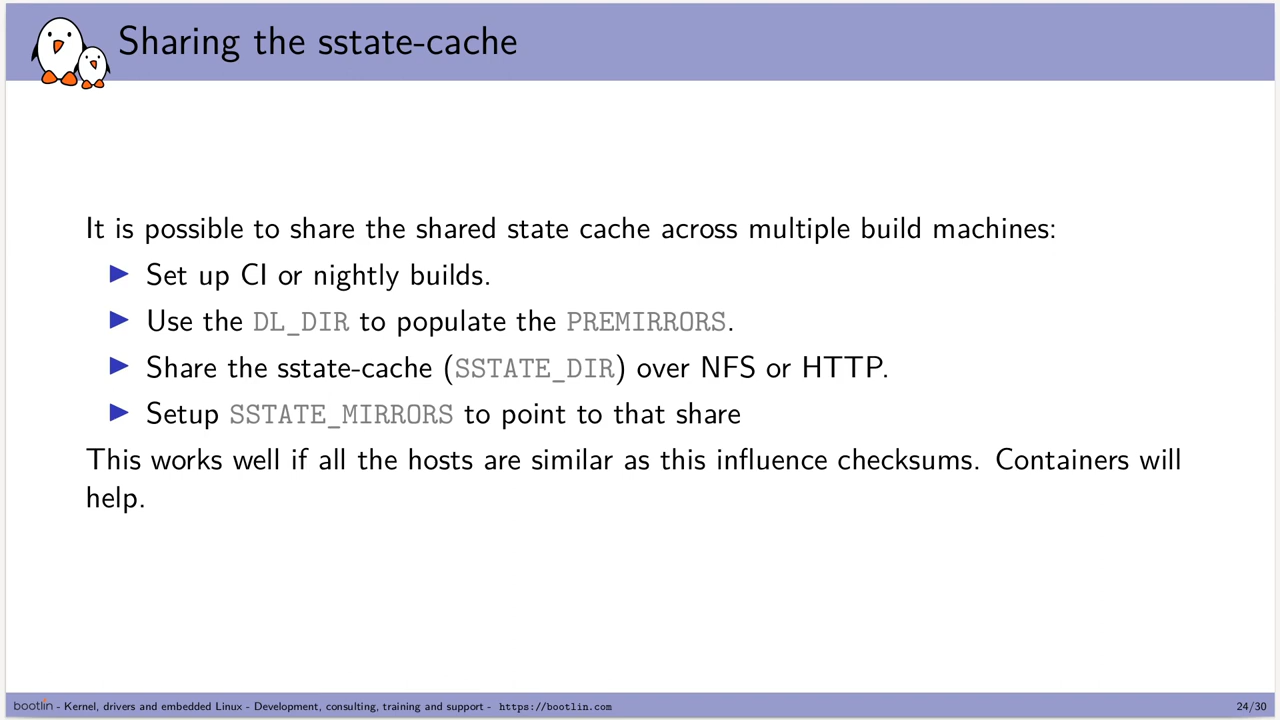 Sharing the sstate-cache
It is possible to share the shared state cache across multiple build machines:
Set up CI or nightly builds.
Use the DL_DIR to populate the PREMIRRORS.
Share the sstate-cache (SSTATE_DIR) over NFS or HTTP.
Setup SSTATE_MIRRORS to point to that share
This works well if all the hosts are similar as this influence checksums. Containers will
help.
bootlin - Kernel, drivers and embedded Linux - Development, consulting, training and support - https://bootlin.com 24/30